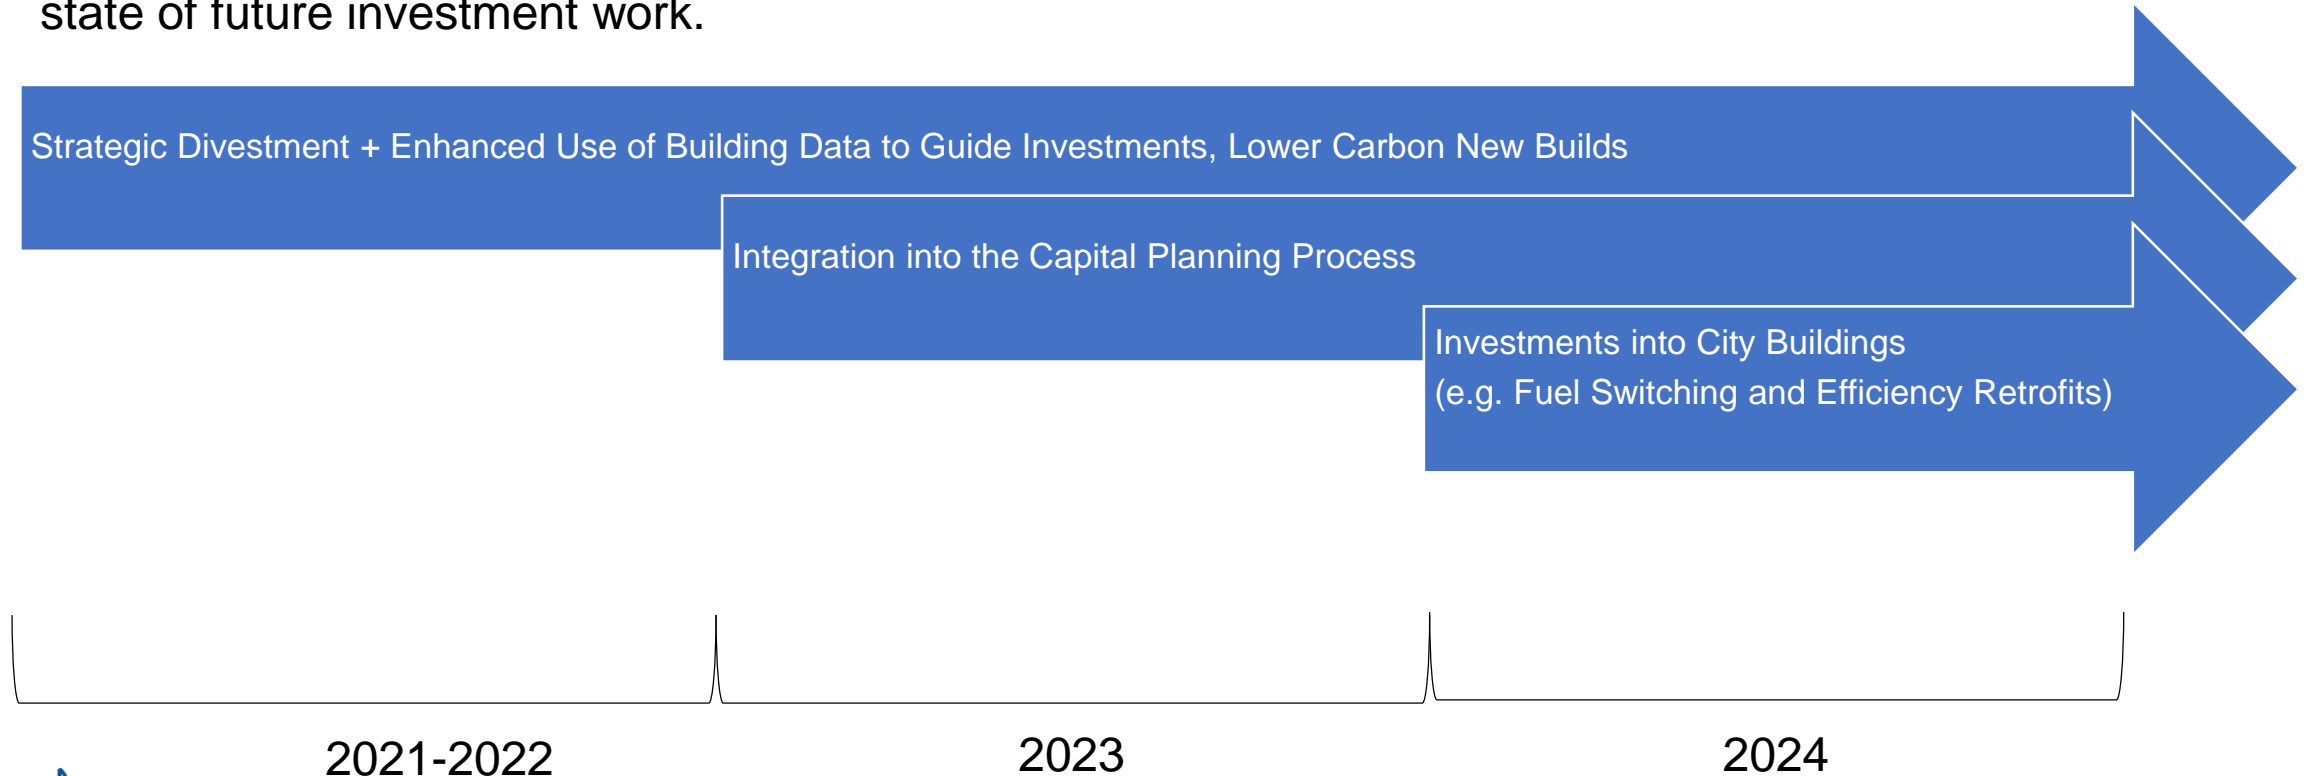 state of future investment work.
Strategic Divestment + Enhanced Use of Building Data to Guide Investments, Lower Carbon New Builds
Integration into the Capital Planning Process
Investments into City Buildings
(e.g. Fuel Switching and Efficiency Retrofits)
2021-2022
2023
2024